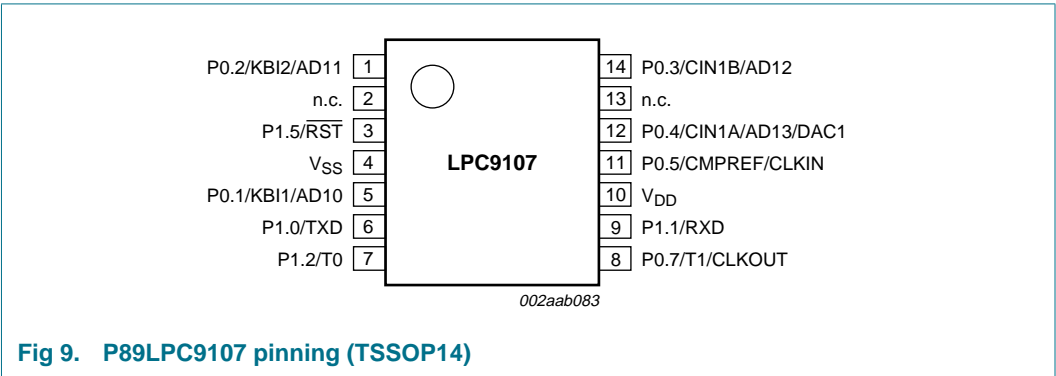 P0.2/KBI2/AD11 1 14 P0.3/CIN1B/AD12
n.c. 2 13 n.c.
P1.5/R̅S̅T̅ 3 12 P0.4/CIN1A/AD13/DAC1
VSS 4 LPC9107 11 P0.5/CMPREF/CLKIN
P0.1/KBI1/AD10 5 10 VDD
P1.0/TXD 6 9 P1.1/RXD
P1.2/T0 7 8 P0.7/T1/CLKOUT
002aab083
Fig 9. P89LPC9107 pinning (TSSOP14)